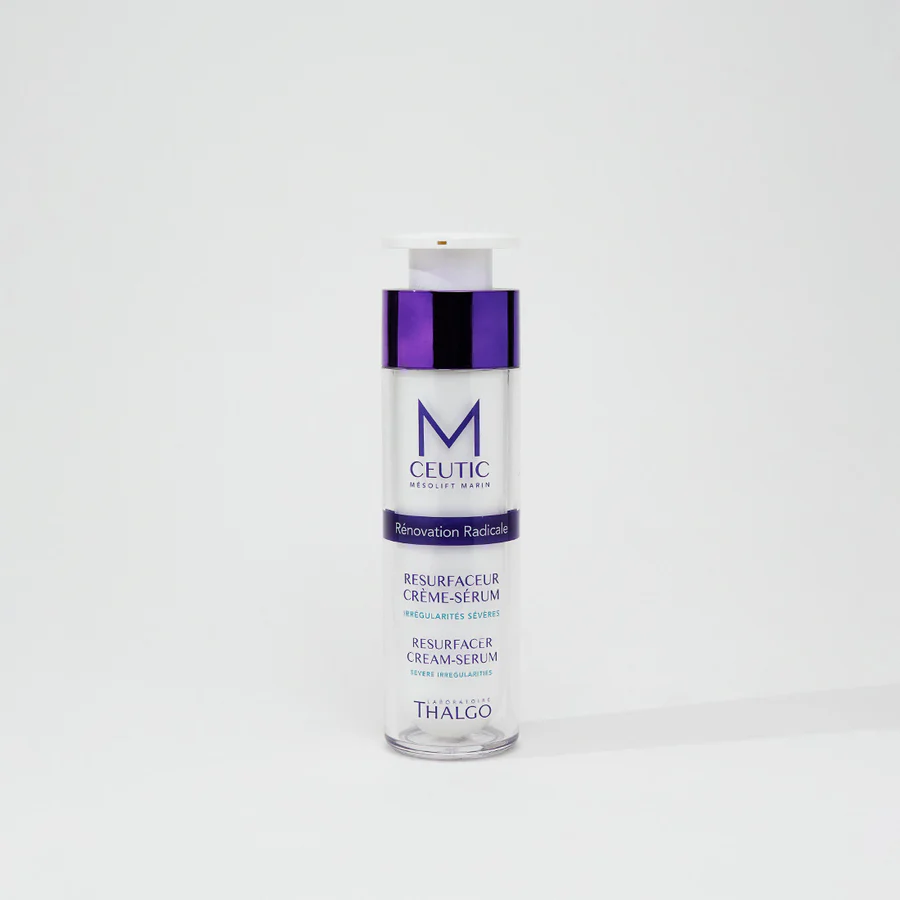 M
CEUTIC
MÉSOLIFT MARIN
Rénovation Radicale
RESURFACEUR
CRÈME-SÉRUM
IRRÉGULARITÉS SÉVÈRES
RESURFACER
CREAM-SERUM
SEVERE IRREGULARITIES
LABORATOIRE
THALGO